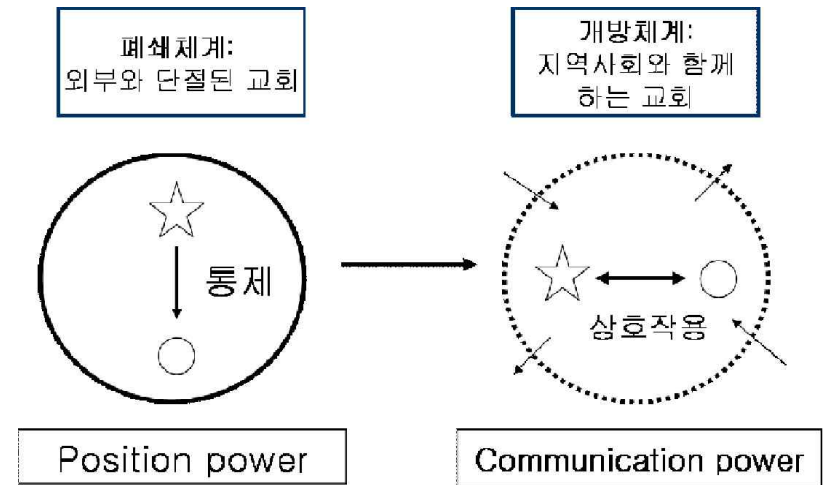 폐쇄체계:
외부와 단절된 교회
개방체계:
지역사회와 함께
하는 교회
통제
상호작용
Position power
Communication power